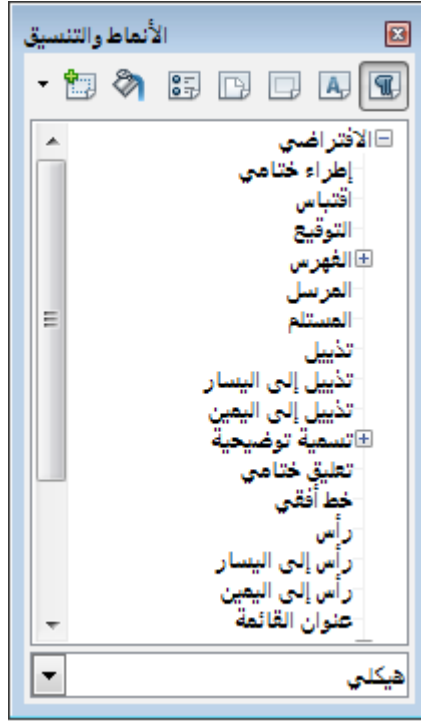 الأنماط والتنسيق
الافتراضي
إطراء ختامي
اقتباس
التوقيع
الفهرس
المرسل
المستلم
تذييل
تذييل إلى اليسار
تذييل إلى اليمين
تسمية توضيحية
تعليق ختامي
خط أفقي
رأس
رأس إلى اليسار
رأس إلى اليمين
عنوان القائمة
هيكلي